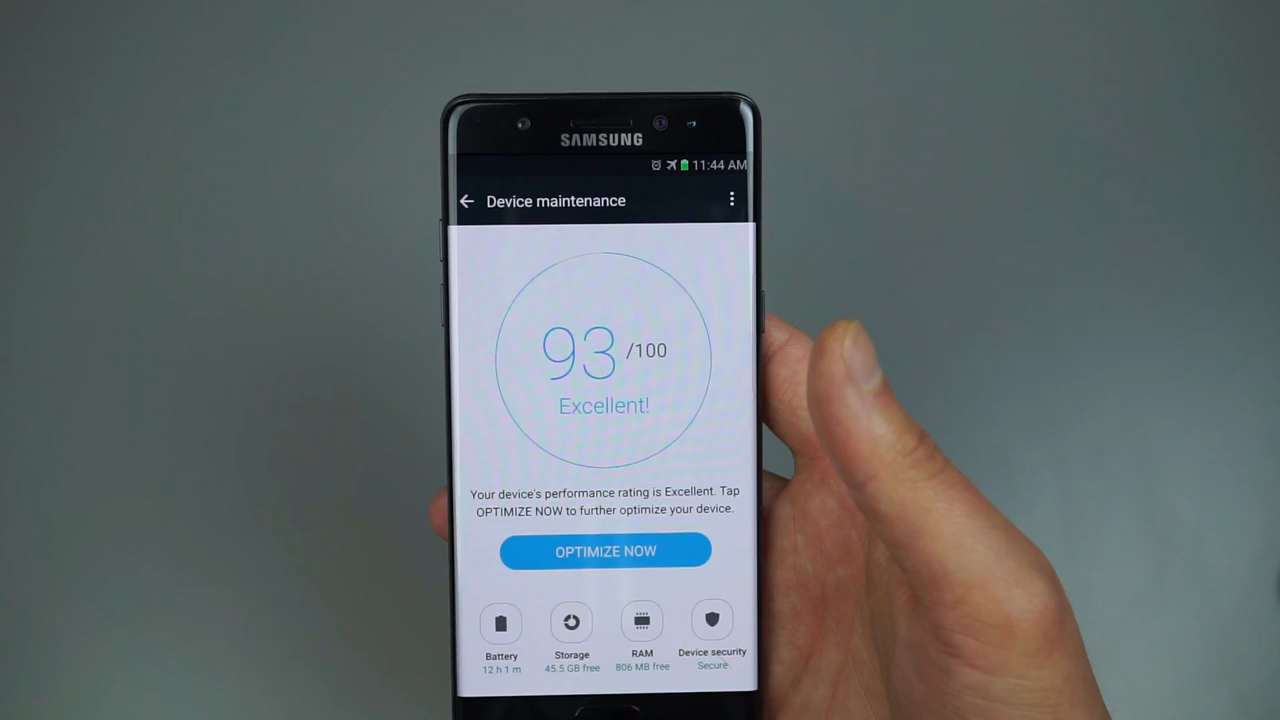 SAMSUNG
11:44 AM
Device maintenance
93 /100
Excellent!
Your device's performance rating is Excellent. Tap
OPTIMIZE NOW to further optimize your device.
OPTIMIZE NOW
Battery Storage RAM Device security
12 h 1 m 45.5 GB free 806 MB free Secure